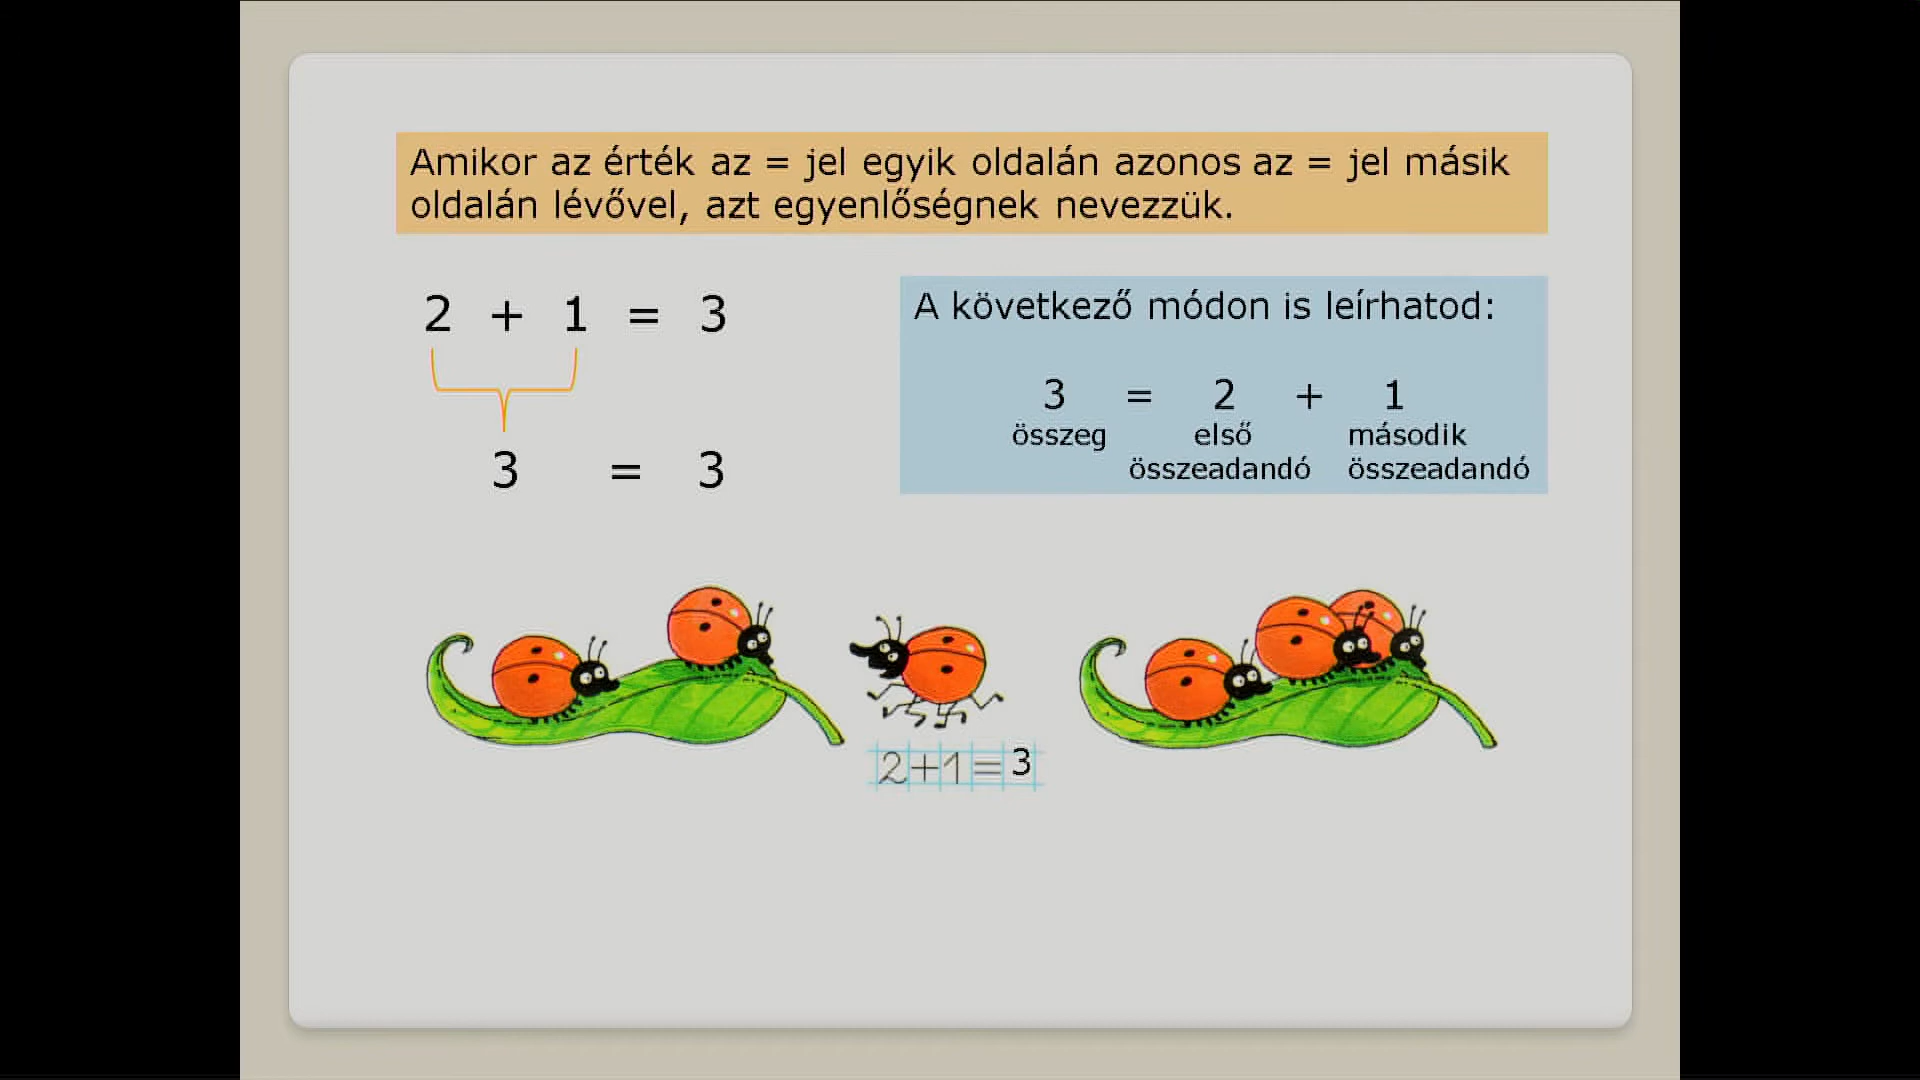 Amikor az érték az = jel egyik oldalán azonos az = jel másik
oldalán lévővel, azt egyenlőségnek nevezzük.
2 + 1 = 3
3 = 3
A következő módon is leírhatod:
3 = 2 + 1
összeg első második
összeadandó összeadandó
2+1=3